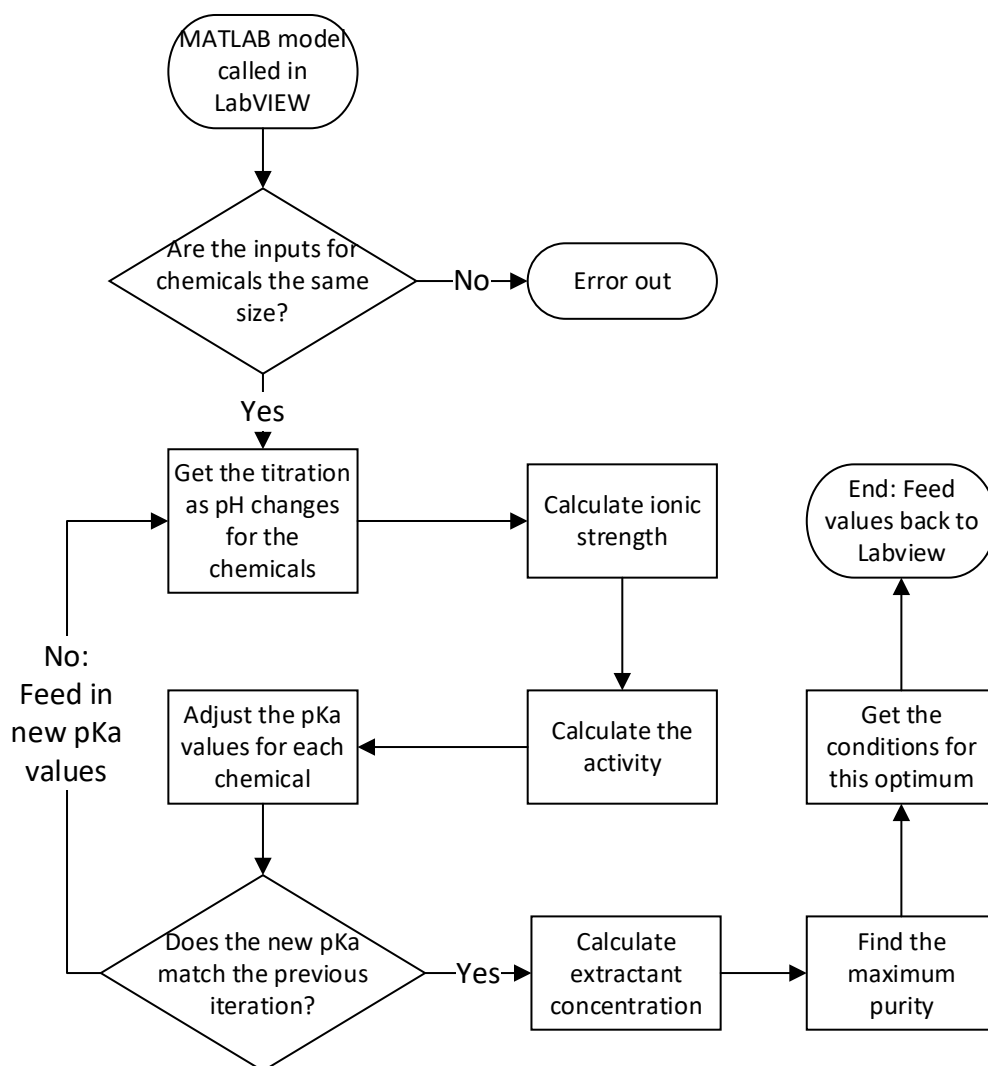 MATLAB model
called in
LabVIEW
Are the inputs for
chemicals the same
size?
No
Error out
Yes
Get the titration
as pH changes
for the
chemicals
Calculate ionic
strength
End: Feed
values back to
Labview
No:
Feed in
new pKa
values
Adjust the pKa
values for each
chemical
Calculate the
activity
Get the
conditions for
this optimum
Does the new pKa
match the previous
iteration?
Yes
Calculate
extractant
concentration
Find the
maximum
purity